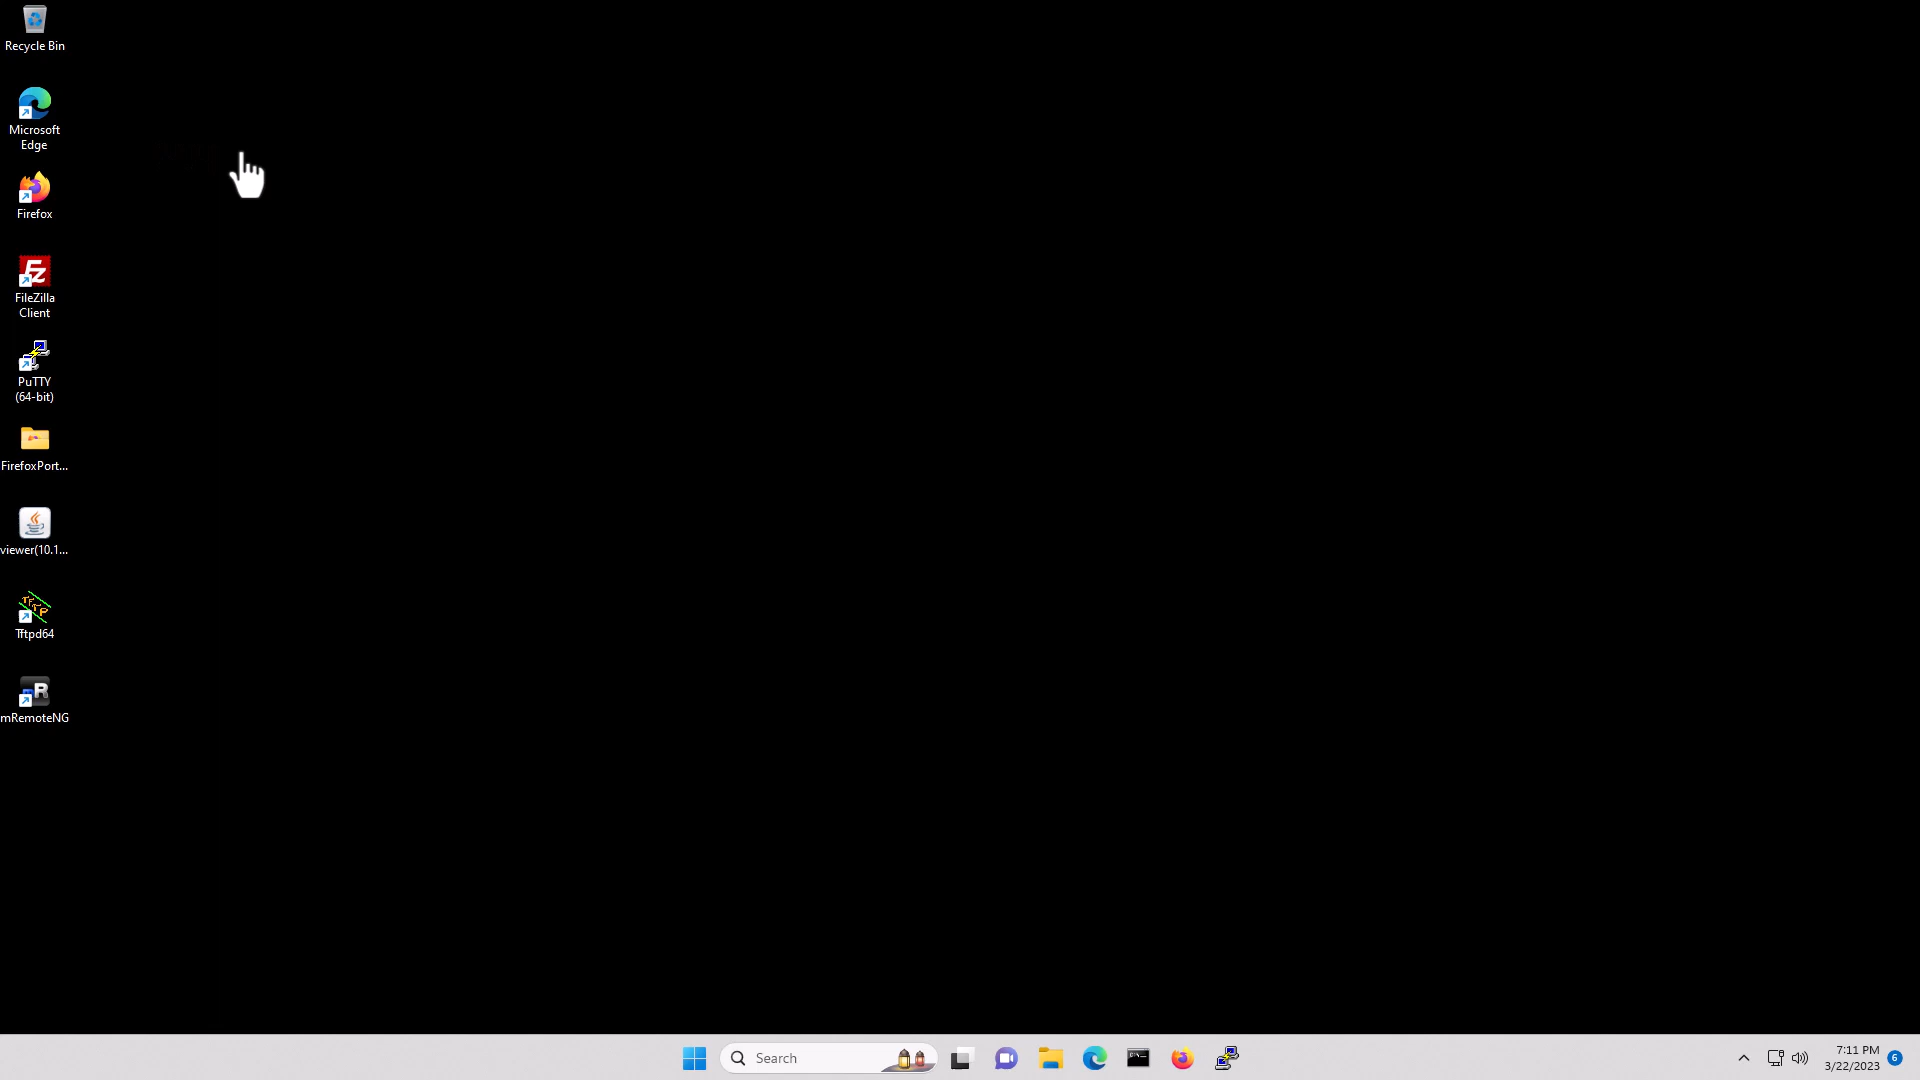 Recycle Bin
Microsoft
Edge
Firefox
FileZilla
Client
PuTTY
(64-bit)
FirefoxPort...
viewer(10.1...
Tftpd64
mRemoteNG
Search
7:11 PM
3/22/2023
6